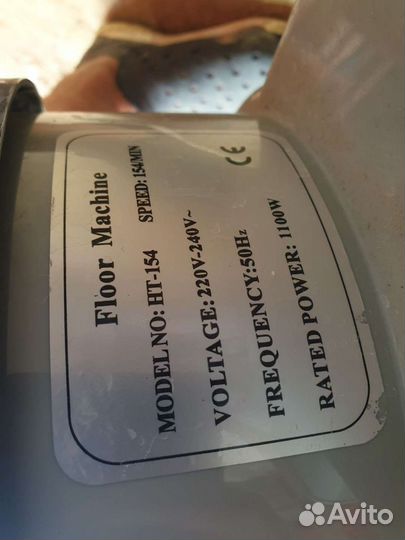 Floor Machine
MODEL NO: HT-154 SPEED: 154/MIN
VOLTAGE: 220V-240V~
FREQUENCY:50Hz
RATED POWER: 1100W
CE
Avito